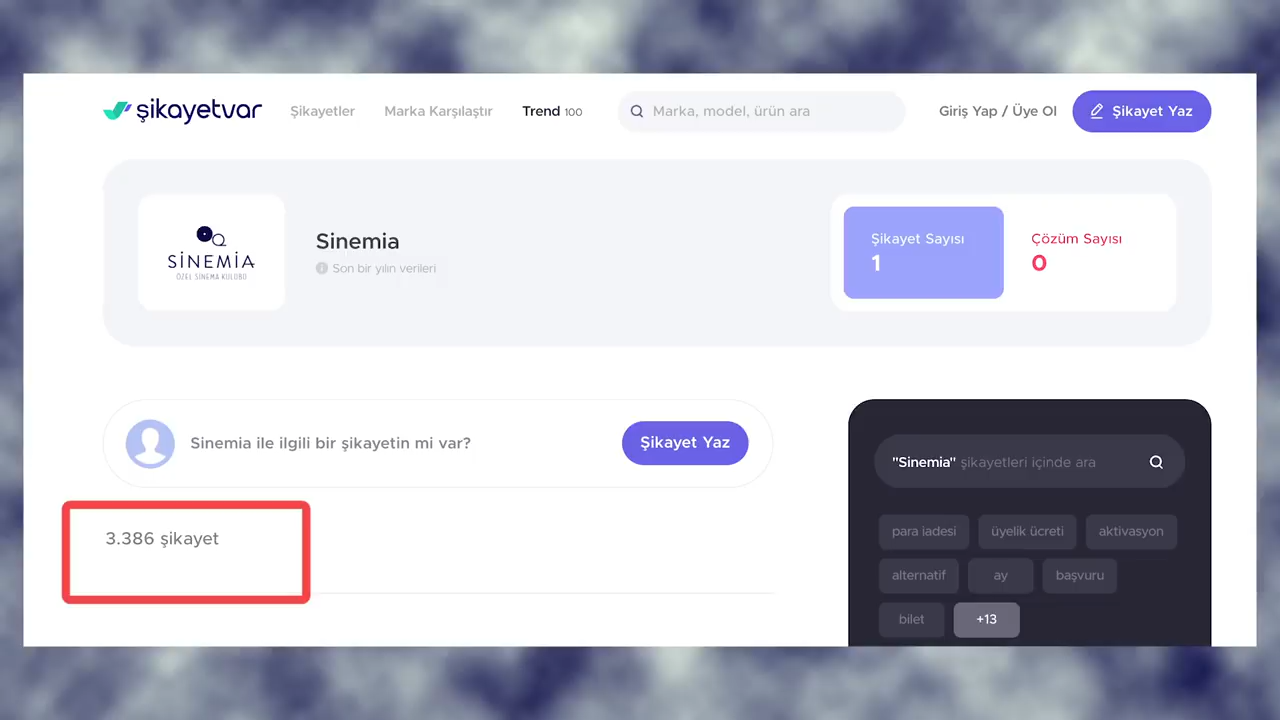 şikayetvar
Şikayetler
Marka Karşılaştır
Trend 100
Marka, model, ürün ara
Giriş Yap / Üye Ol
Şikayet Yaz
SİNEMİA
ÖZEL SİNEMA KULÜBÜ
Sinemia
Son bir yılın verileri
Şikayet Sayısı
1
Çözüm Sayısı
0
Sinemia ile ilgili bir şikayetin mi var?
Şikayet Yaz
3.386 şikayet
"Sinemia" şikayetleri içinde ara
para iadesi
üyelik ücreti
aktivasyon
alternatif
ay
başvuru
bilet
+13